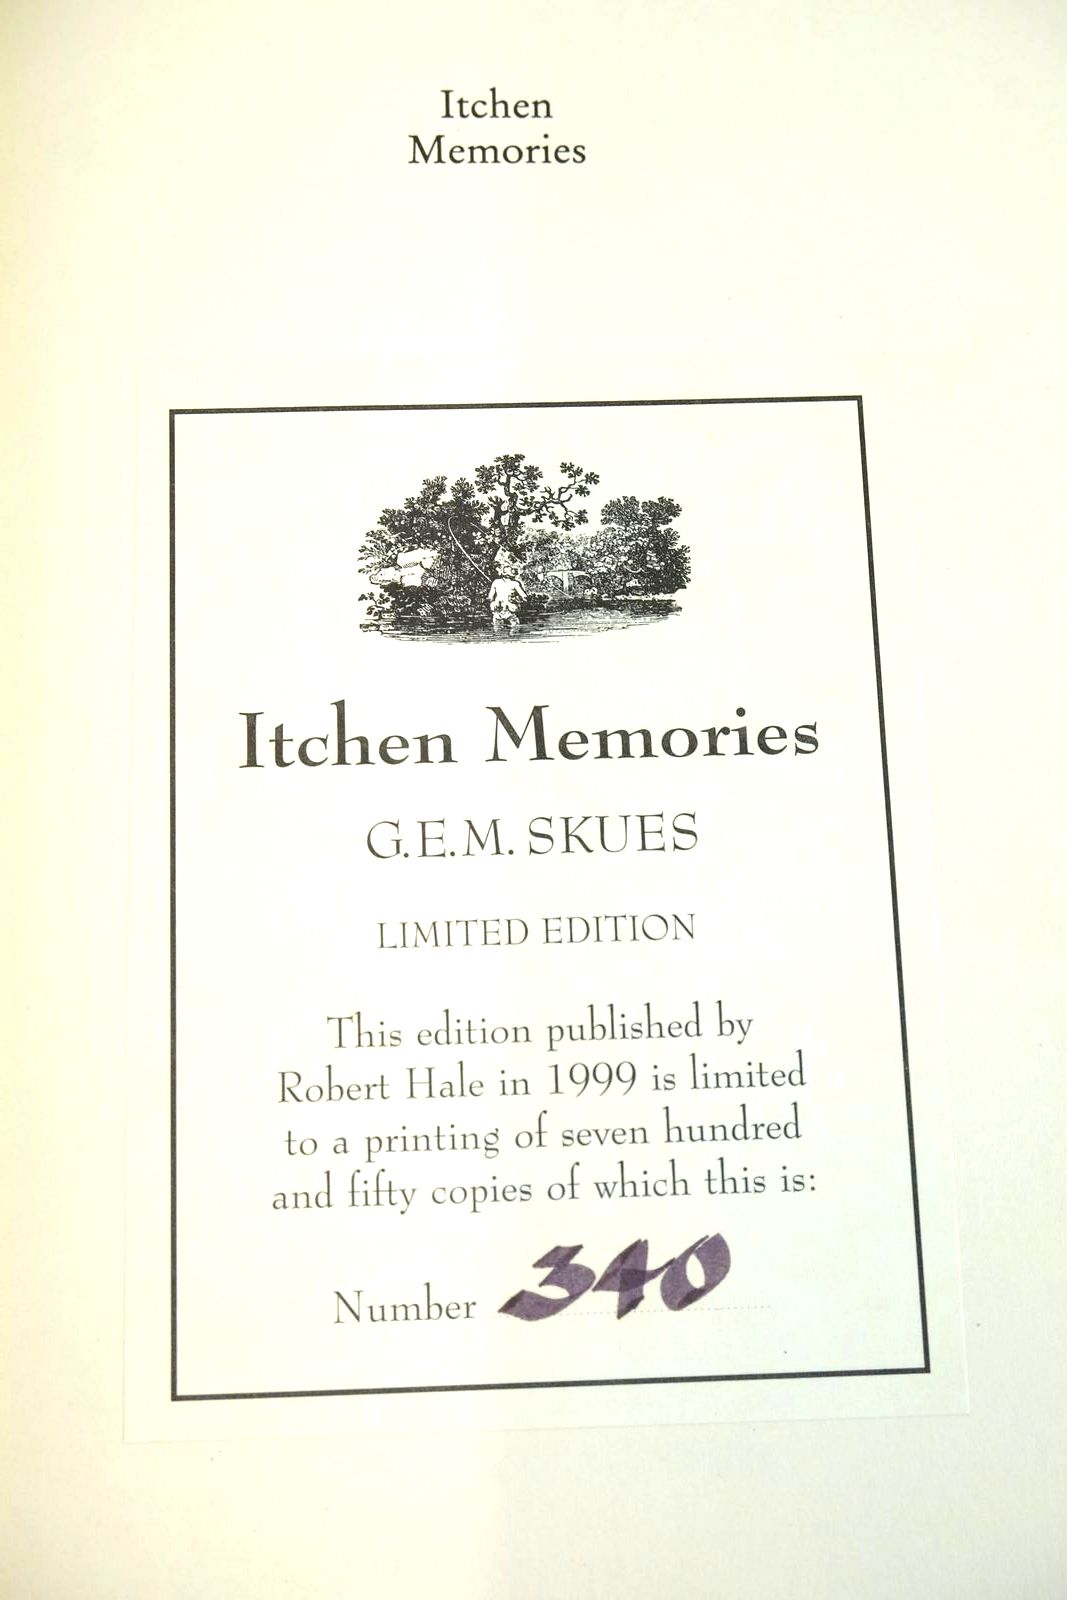 Itchen
Memories
Itchen Memories
G.E.M. SKUES
LIMITED EDITION
This edition published by
Robert Hale in 1999 is limited
to a printing of seven hundred
and fifty copies of which this is:
Number 340